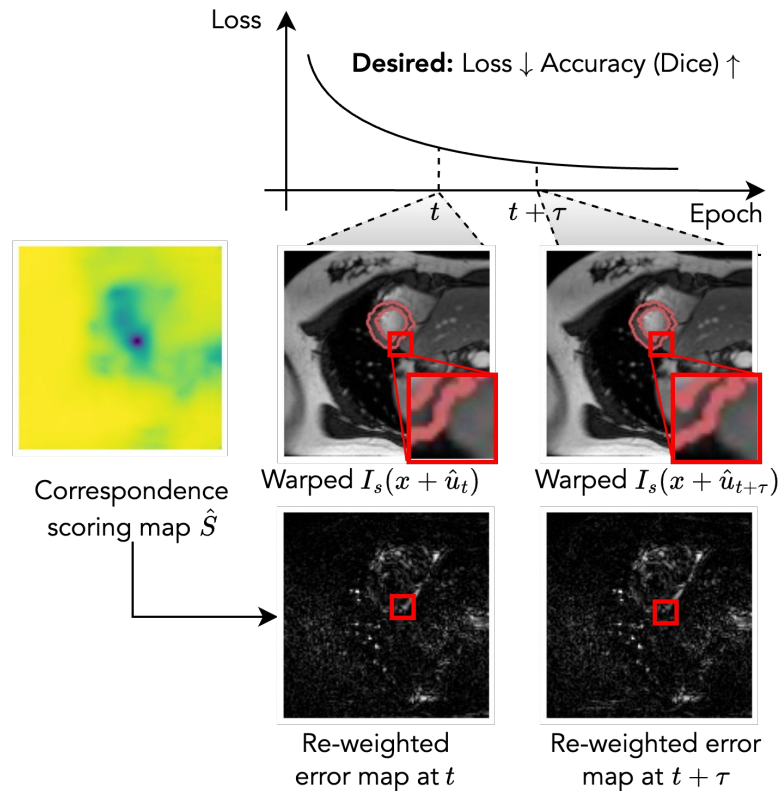 Loss
Desired: Loss ↓ Accuracy (Dice) ↑
t
t + τ
Epoch
Warped I_s(x + û_t)
Warped I_s(x + û_{t+τ})
Correspondence
scoring map Ŝ
Re-weighted
error map at t
Re-weighted error
map at t + τ